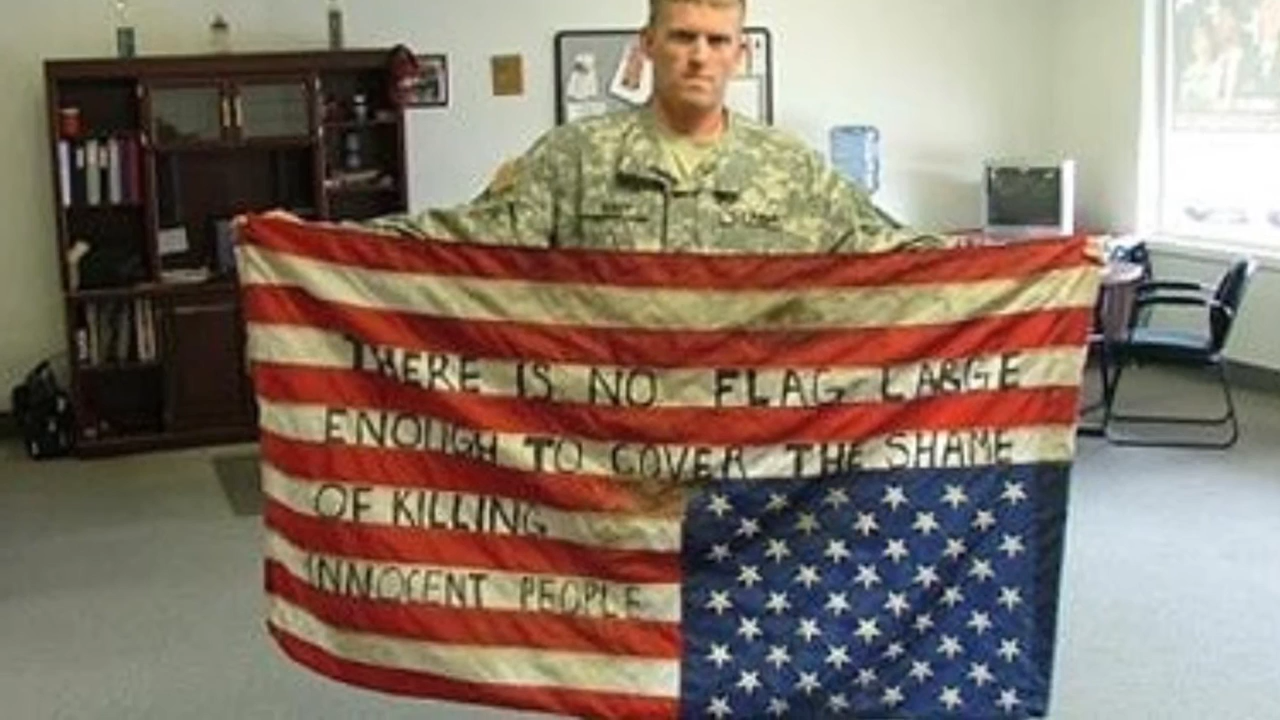 THERE IS NO FLAG LARGE
ENOUGH TO COVER THE SHAME
OF KILLING
INNOCENT PEOPLE